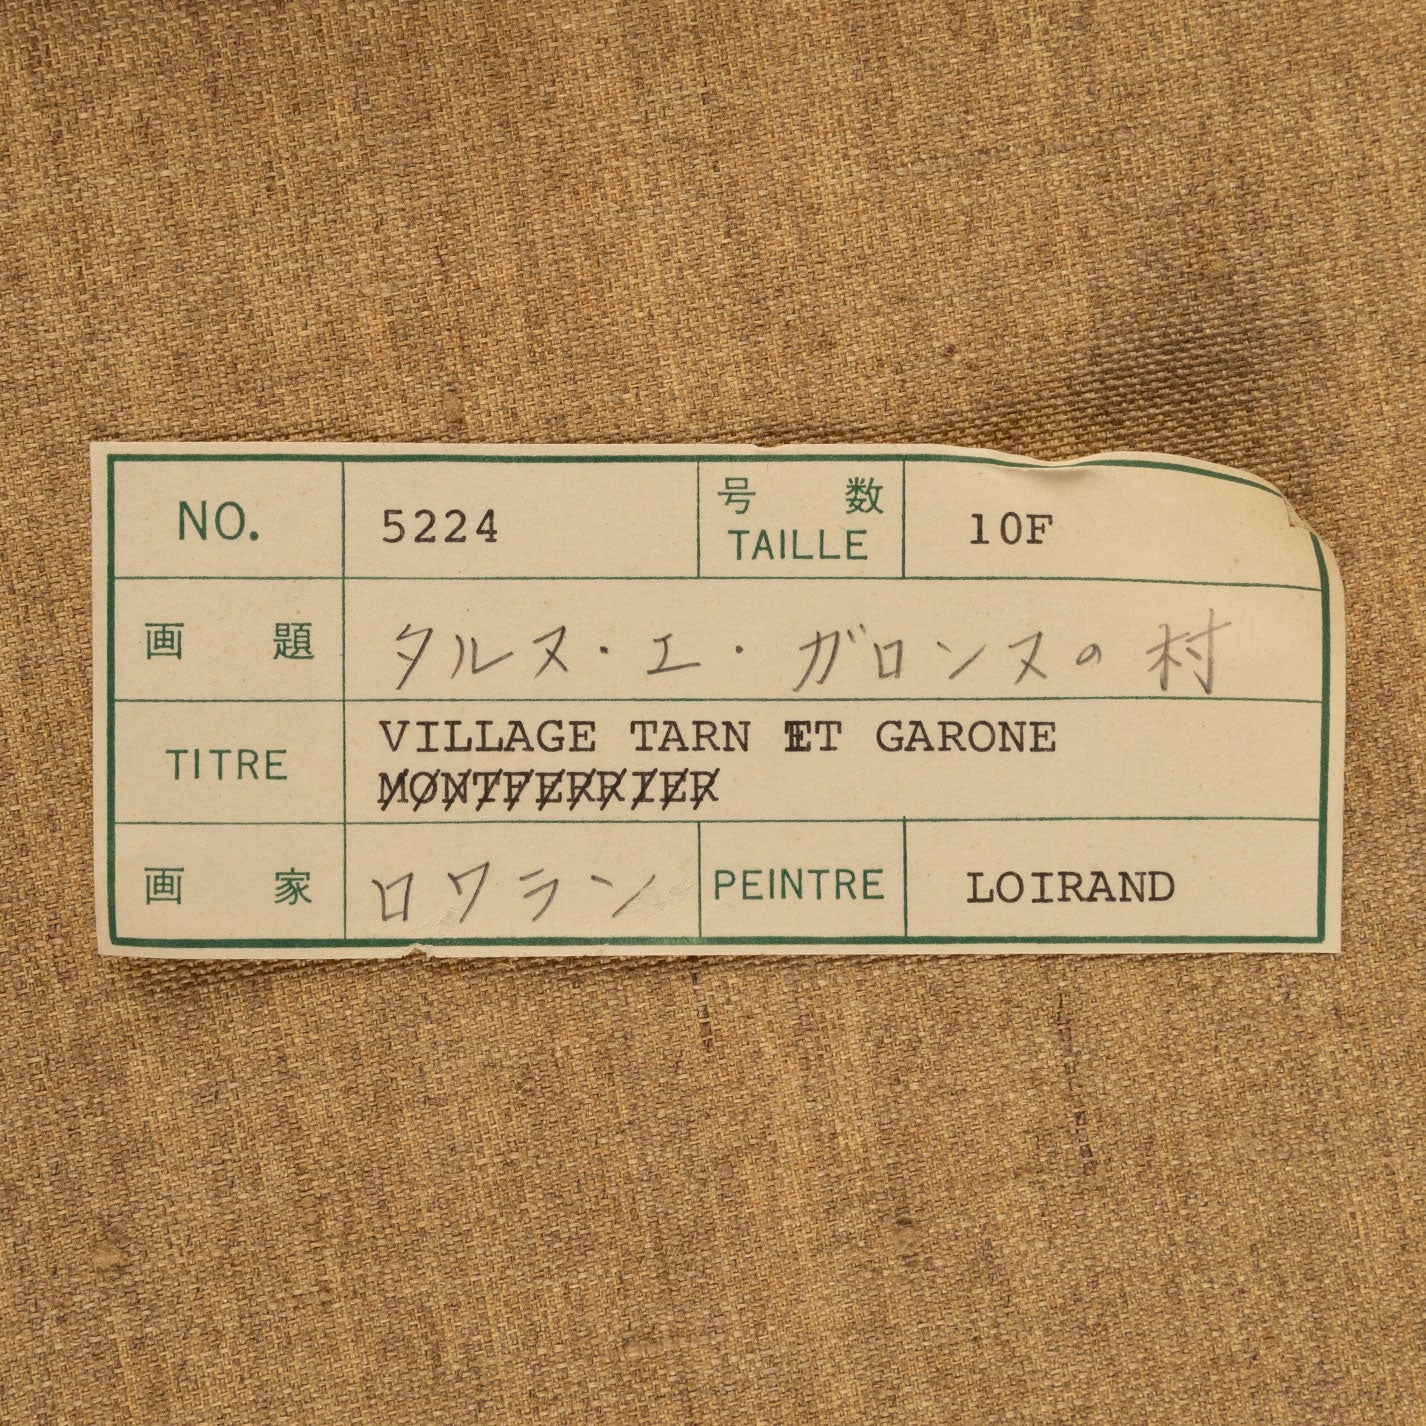 NO. 5224 号数 10F
TAILLE
画題 タルヌ・エ・ガロンヌの村
TITRE VILLAGE TARN ET GARONE
MONTFERRIER
画家 ロワラン PEINTRE LOIRAND